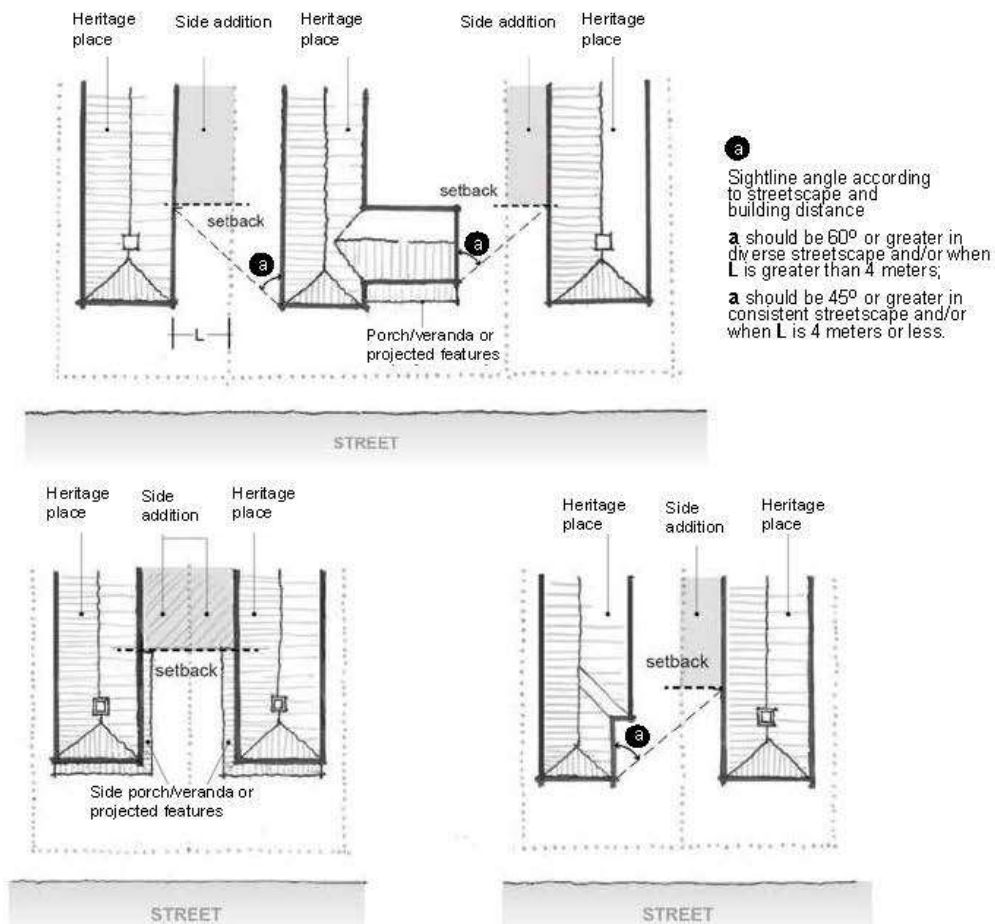 Heritage
place
Side addition
Heritage
place
Side addition
Heritage
place
setback
setback
a
a
L
Porch/veranda or
projected features
a
Sightline angle according
to streetscape and
building distance
a should be 60º or greater in
diverse streetscape and/or when
L is greater than 4 meters;
a should be 45º or greater in
consistent streetscape and/or
when L is 4 meters or less.
STREET
Heritage
place
Side
addition
Heritage
place
setback
Side porch/veranda or
projected features
STREET
Heritage
place
Side
addition
Heritage
place
setback
a
STREET